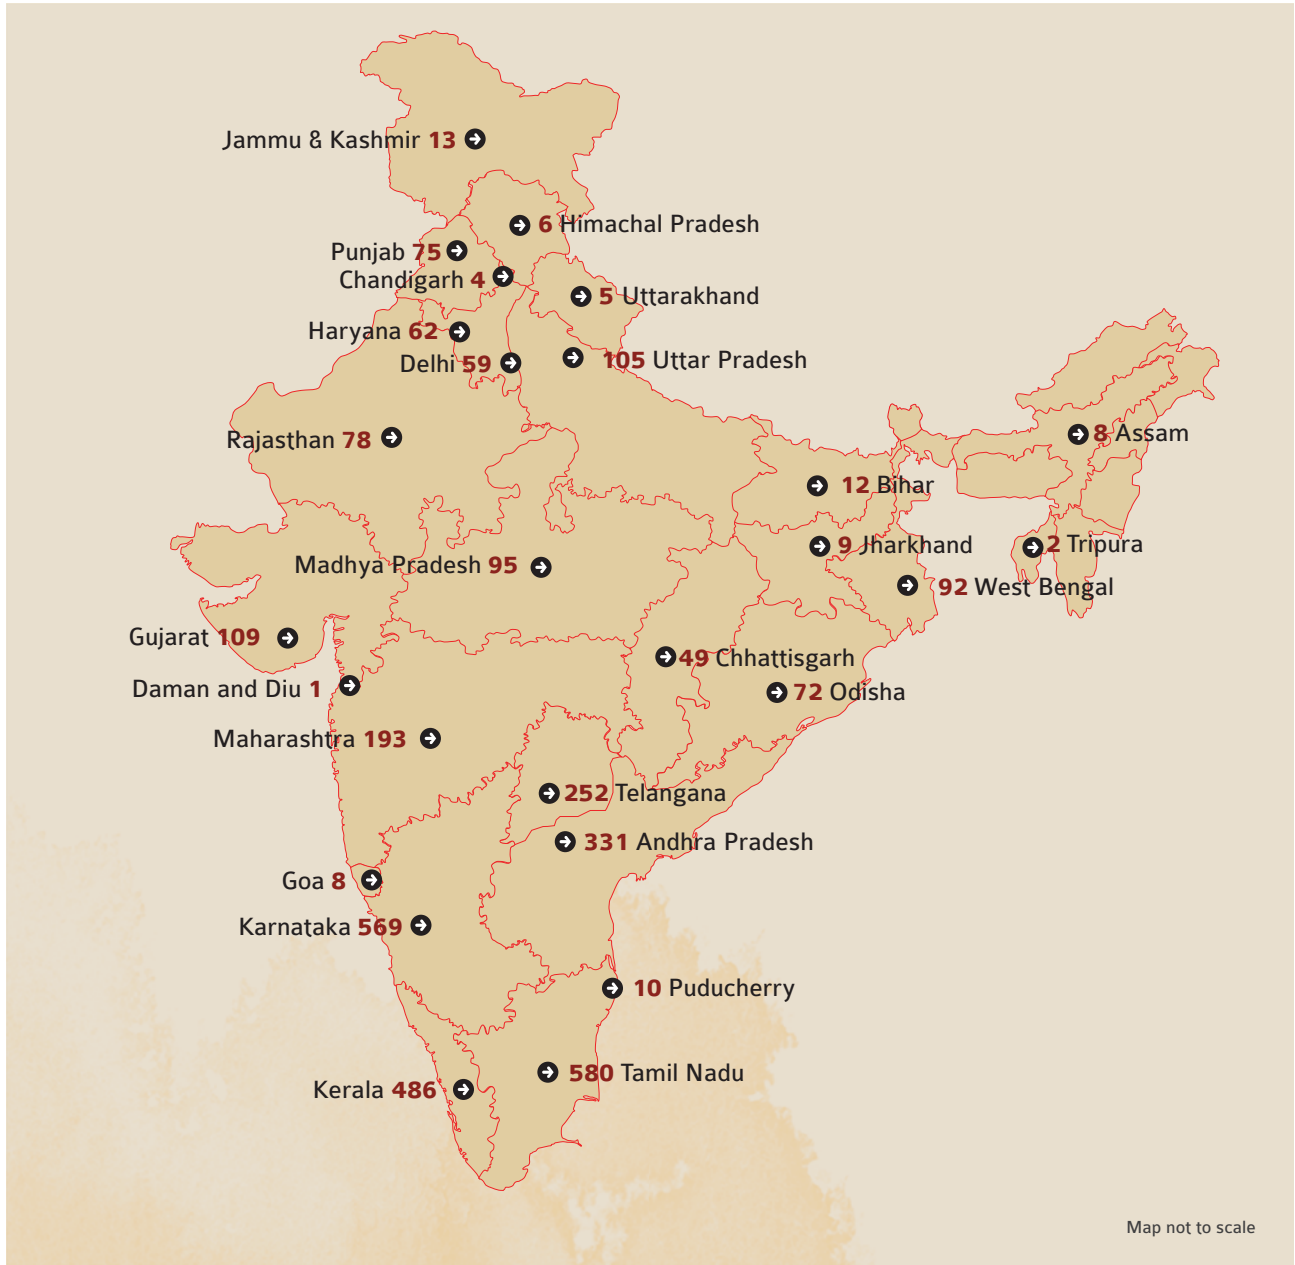 Jammu & Kashmir 13
6 Himachal Pradesh
Punjab 75
Chandigarh 4
5 Uttarakhand
Haryana 62
Delhi 59
105 Uttar Pradesh
Rajasthan 78
8 Assam
12 Bihar
9 Jharkhand
2 Tripura
Madhya Pradesh 95
92 West Bengal
Gujarat 109
49 Chhattisgarh
Daman and Diu 1
72 Odisha
Maharashtra 193
252 Telangana
331 Andhra Pradesh
Goa 8
Karnataka 569
10 Puducherry
580 Tamil Nadu
Kerala 486
Map not to scale